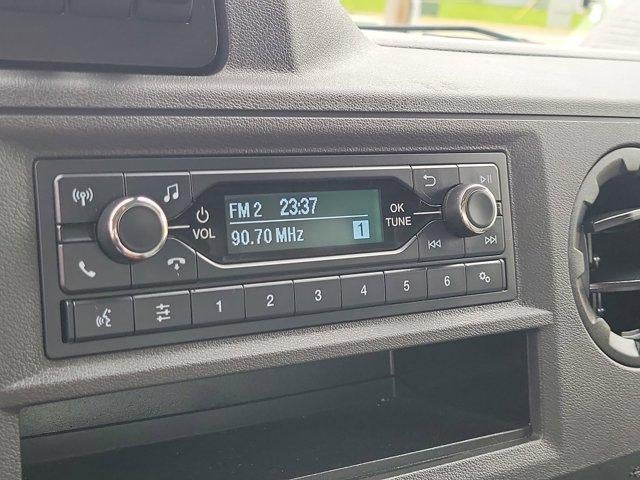 FM 2 23:37
90.70 MHz 1
VOL
OK
TUNE
1 2 3 4 5 6